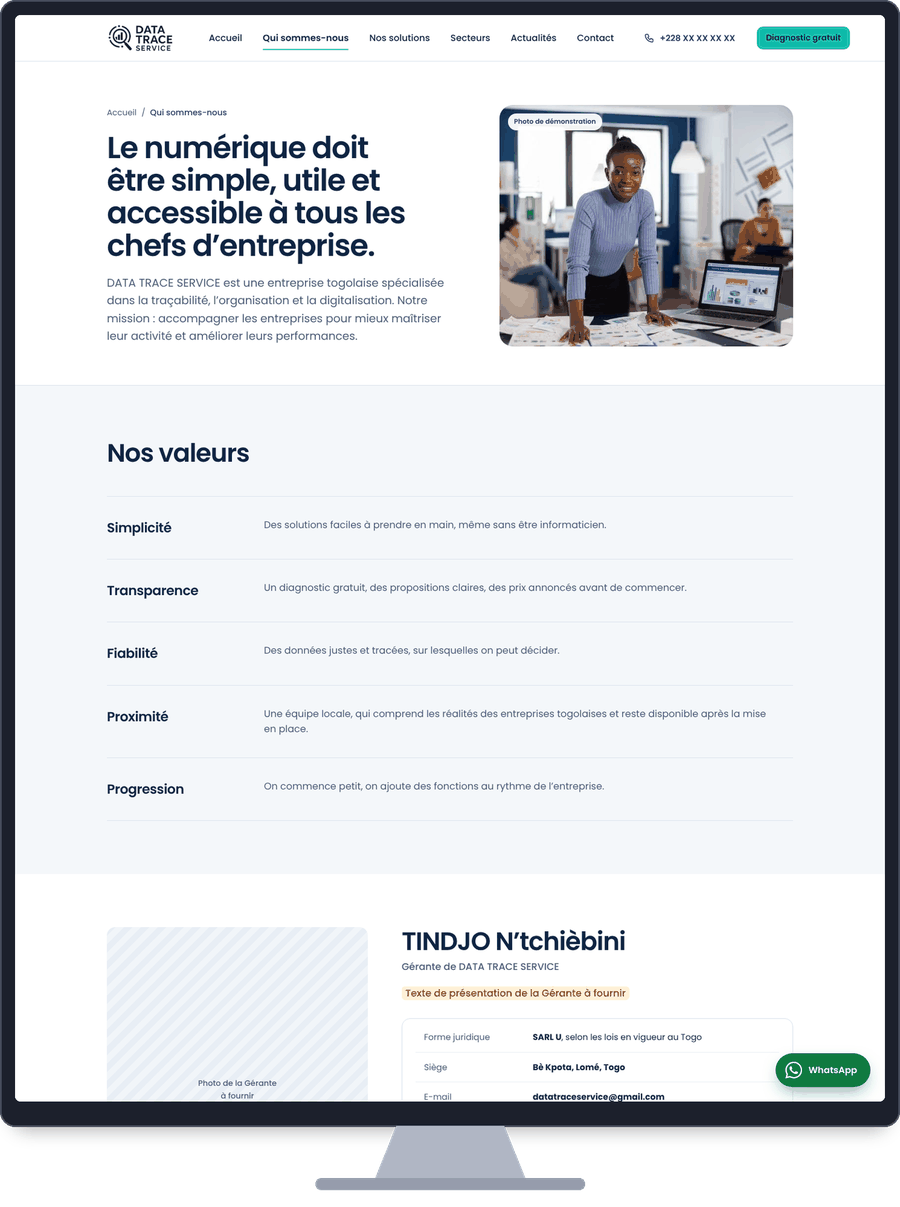 DATA
TRACE
SERVICE
Accueil
Qui sommes-nous
Nos solutions
Secteurs
Actualités
Contact
+228 XX XX XX XX
Diagnostic gratuit
Accueil / Qui sommes-nous
Le numérique doit
être simple, utile et
accessible à tous les
chefs d’entreprise.
DATA TRACE SERVICE est une entreprise togolaise spécialisée
dans la traçabilité, l’organisation et la digitalisation. Notre
mission : accompagner les entreprises pour mieux maîtriser
leur activité et améliorer leurs performances.
Photo de démonstration
Nos valeurs
Simplicité
Des solutions faciles à prendre en main, même sans être informaticien.
Transparence
Un diagnostic gratuit, des propositions claires, des prix annoncés avant de commencer.
Fiabilité
Des données justes et tracées, sur lesquelles on peut décider.
Proximité
Une équipe locale, qui comprend les réalités des entreprises togolaises et reste disponible après la mise
en place.
Progression
On commence petit, on ajoute des fonctions au rythme de l’entreprise.
Photo de la Gérante
à fournir
TINDJO N’tchièbini
Gérante de DATA TRACE SERVICE
Texte de présentation de la Gérante à fournir
Forme juridique
SARL U, selon les lois en vigueur au Togo
Siège
Bè Kpota, Lomé, Togo
E-mail
datatraceservice@gmail.com
WhatsApp